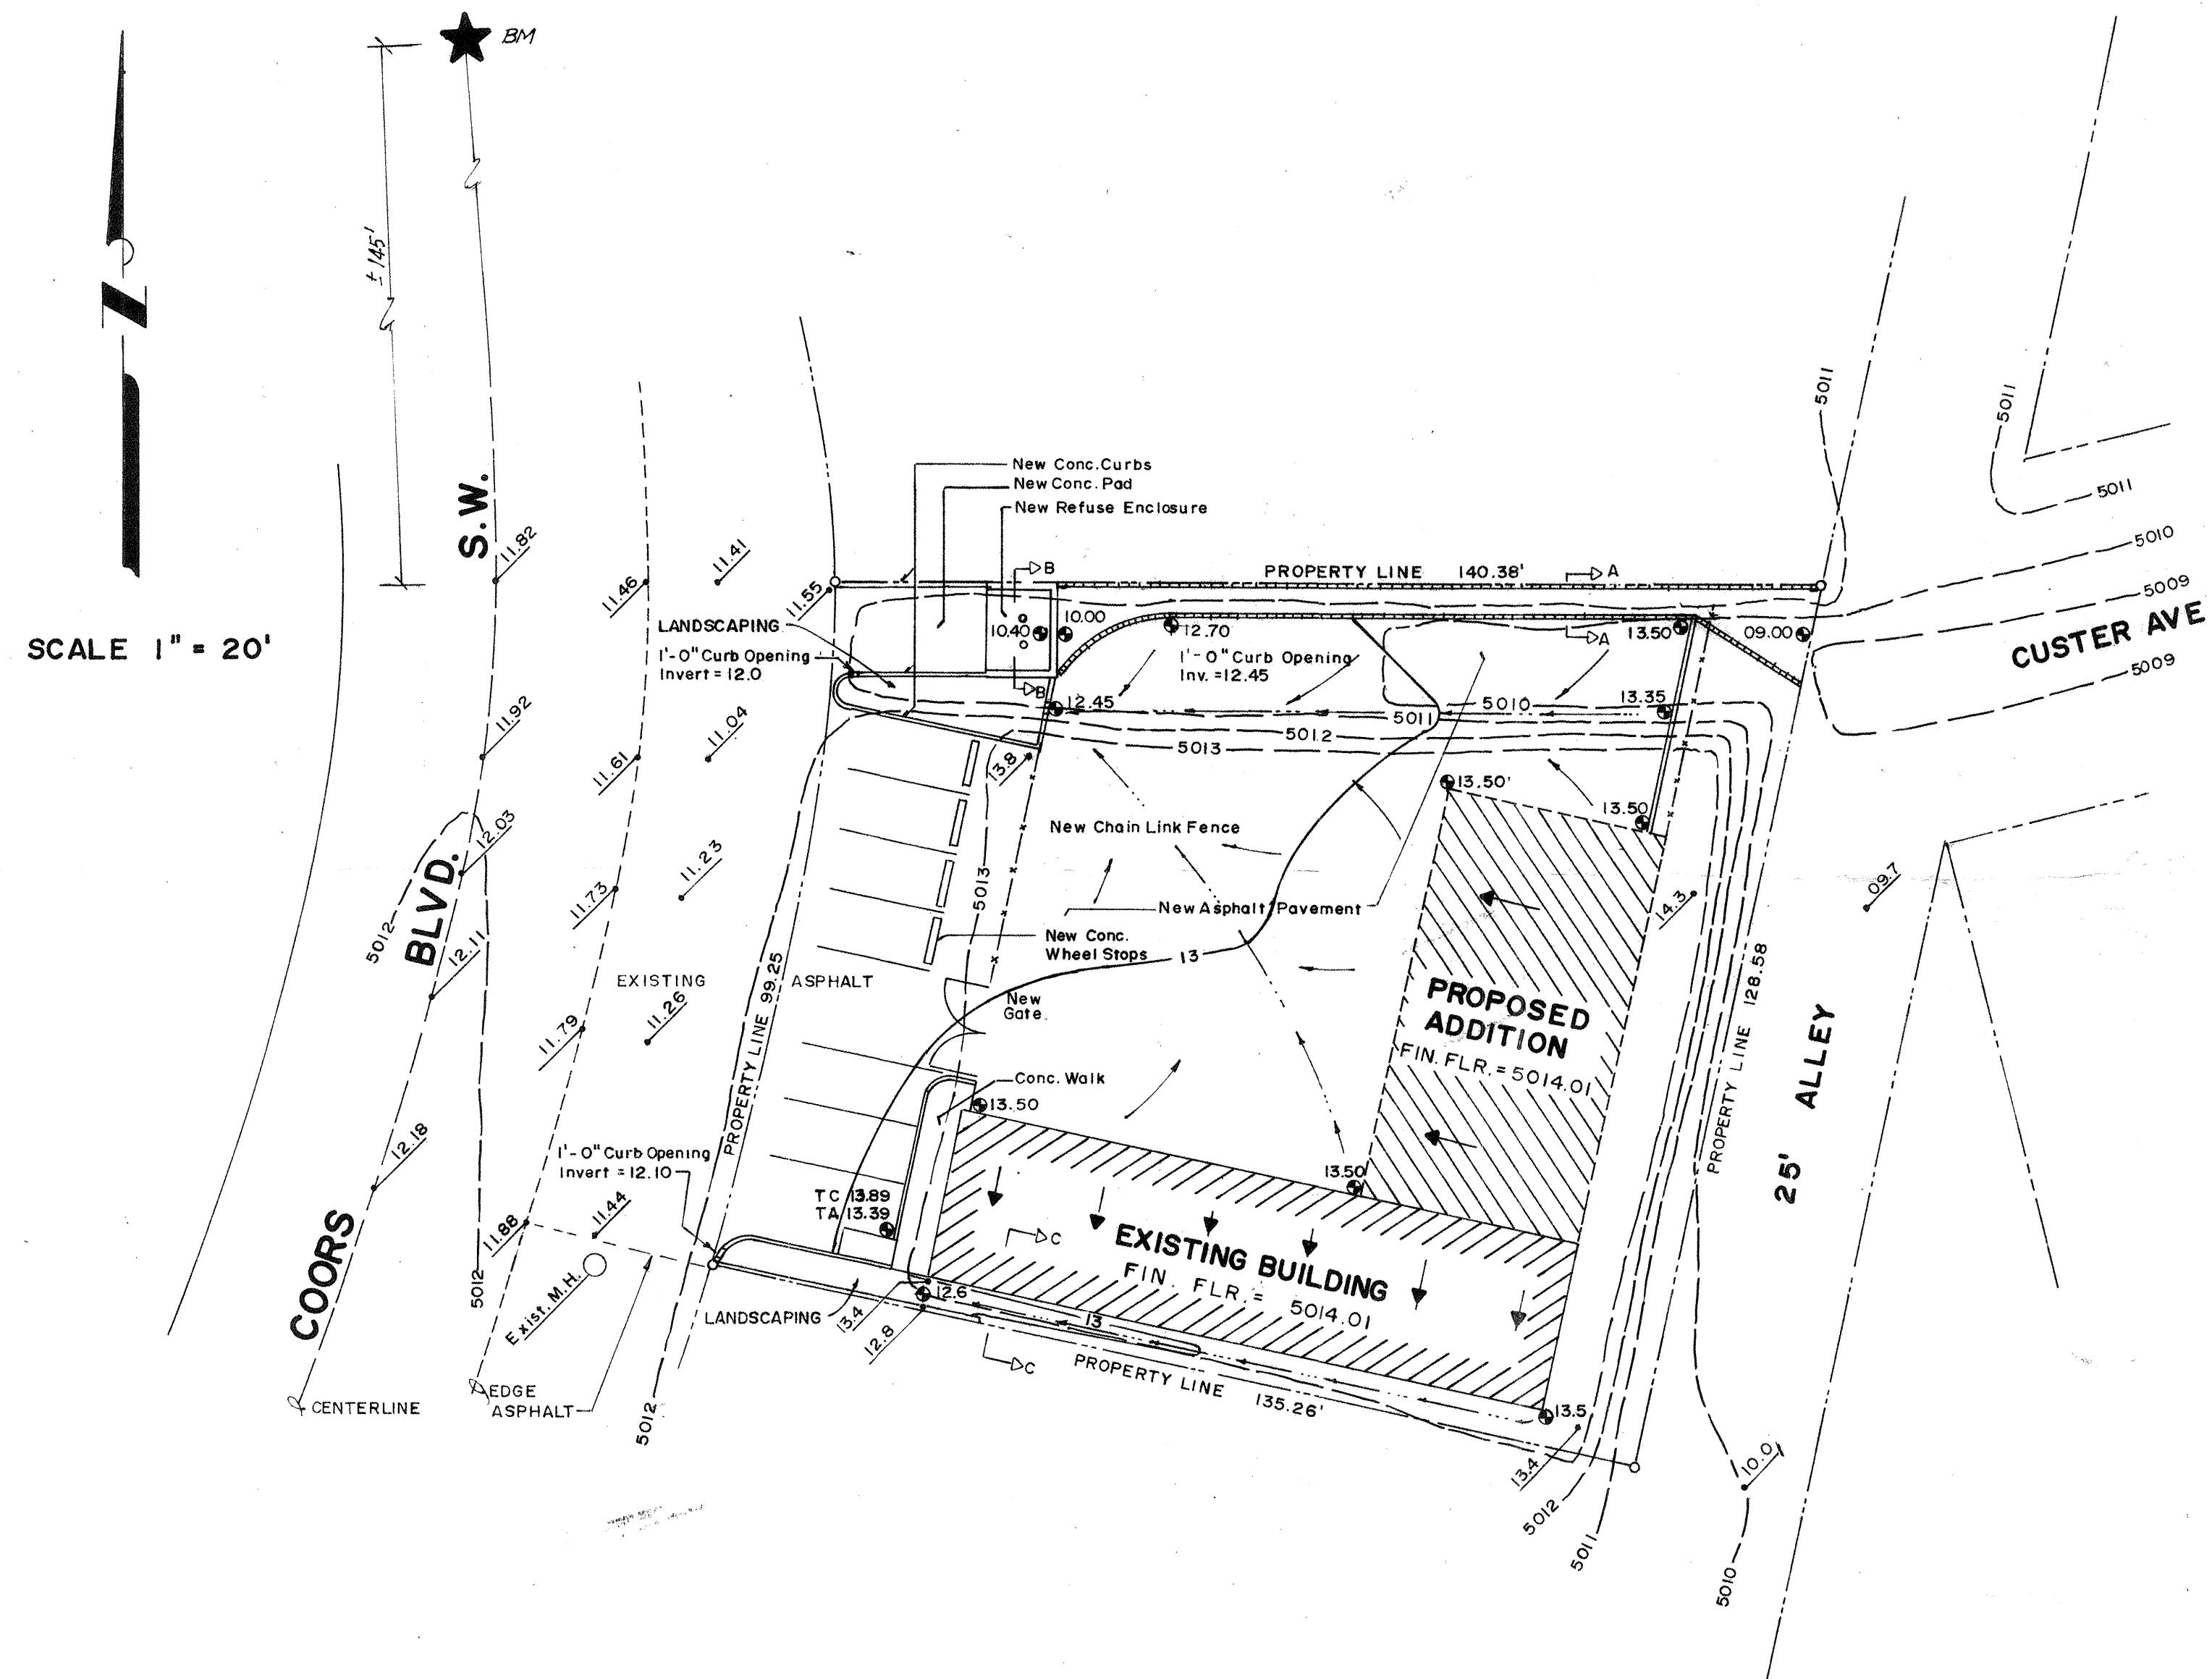 BM
± 145'
N
SCALE 1" = 20'
S.W.
BLVD.
COORS
11.82
11.46
11.41
11.55
11.92
11.61
11.04
12.03
11.73
11.23
12.11
11.79
11.26
12.18
11.88
11.44
5012
5012
5012
New Conc. Curbs
New Conc. Pad
New Refuse Enclosure
B
B
PROPERTY LINE 140.38'
A
A
LANDSCAPING
1'-0" Curb Opening
Invert = 12.0
10.40
10.00
12.70
1'-0" Curb Opening
Inv. = 12.45
13.50
09.00
12.45
13.35
5010
5011
5012
5013
13.8
13.50'
13.50
5011
5011
5011
5010
5009
CUSTER AVE
5009
New Chain Link Fence
5013
New Asphalt Pavement
New Conc.
Wheel Stops
13
14.3
09.7
EXISTING
ASPHALT
PROPERTY LINE 99.25
New
Gate.
PROPOSED
ADDITION
FIN. FLR. = 5014.01
PROPERTY LINE 128.58
25' ALLEY
Conc. Walk
13.50
1'-0" Curb Opening
Invert = 12.10
TC 13.89
TA 13.39
13.50
EXISTING BUILDING
FIN. FLR. = 5014.01
C
C
Exist. M.H.
LANDSCAPING
13.4
12.6
12.8
13
PROPERTY LINE 135.26'
13.5
13.4
10.01
CENTERLINE
EDGE
ASPHALT
5012
5011
5010